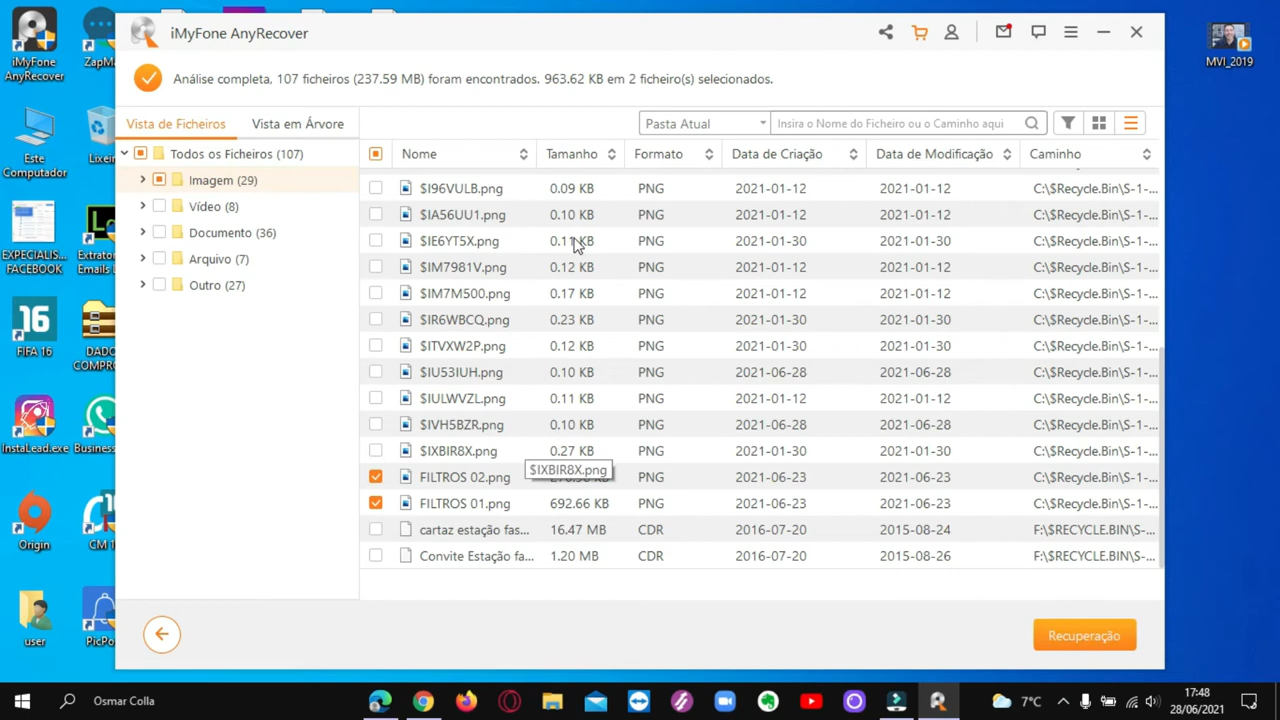 iMyFone AnyRecover
Análise completa, 107 ficheiros (237.59 MB) foram encontrados. 963.62 KB em 2 ficheiro(s) selecionados.
Vista de Ficheiros Vista em Árvore
Pasta Atual Insira o Nome do Ficheiro ou o Caminho aqui
Todos os Ficheiros (107)
Imagem (29)
Vídeo (8)
Documento (36)
Arquivo (7)
Outro (27)
Nome Tamanho Formato Data de Criação Data de Modificação Caminho
$I96VULB.png 0.09 KB PNG 2021-01-12 2021-01-12 C:\$Recycle.Bin\S-1-...
$IA56UU1.png 0.10 KB PNG 2021-01-12 2021-01-12 C:\$Recycle.Bin\S-1-...
$IE6YT5X.png 0.11 KB PNG 2021-01-30 2021-01-30 C:\$Recycle.Bin\S-1-...
$IM7981V.png 0.12 KB PNG 2021-01-12 2021-01-12 C:\$Recycle.Bin\S-1-...
$IM7M500.png 0.17 KB PNG 2021-01-12 2021-01-12 C:\$Recycle.Bin\S-1-...
$IR6WBCQ.png 0.23 KB PNG 2021-01-30 2021-01-30 C:\$Recycle.Bin\S-1-...
$ITVXW2P.png 0.12 KB PNG 2021-01-30 2021-01-30 C:\$Recycle.Bin\S-1-...
$IU53IUH.png 0.10 KB PNG 2021-06-28 2021-06-28 C:\$Recycle.Bin\S-1-...
$IULWVZL.png 0.11 KB PNG 2021-01-12 2021-01-12 C:\$Recycle.Bin\S-1-...
$IVH5BZR.png 0.10 KB PNG 2021-06-28 2021-06-28 C:\$Recycle.Bin\S-1-...
$IXBIR8X.png 0.27 KB PNG 2021-01-30 2021-01-30 C:\$Recycle.Bin\S-1-...
$IXBIR8X.png
FILTROS 02.png KB PNG 2021-06-23 2021-06-23 C:\$Recycle.Bin\S-1-...
FILTROS 01.png 692.66 KB PNG 2021-06-23 2021-06-23 C:\$Recycle.Bin\S-1-...
cartaz estação fas... 16.47 MB CDR 2016-07-20 2015-08-24 F:\$RECYCLE.BIN\S-...
Convite Estação fa... 1.20 MB CDR 2016-07-20 2015-08-26 F:\$RECYCLE.BIN\S-...
Recuperação
iMyFone
AnyRecover
ZapMa
Este
Computador
Lixeir
EXPECIALIS...
FACEBOOK
Extrator
Emails L
16
FIFA 16
DADO
COMPRO
InstaLead.exe
Business
Origin
CM 1
user
PicPo
MVI_2019
Osmar Colla
7°C
17:48
28/06/2021